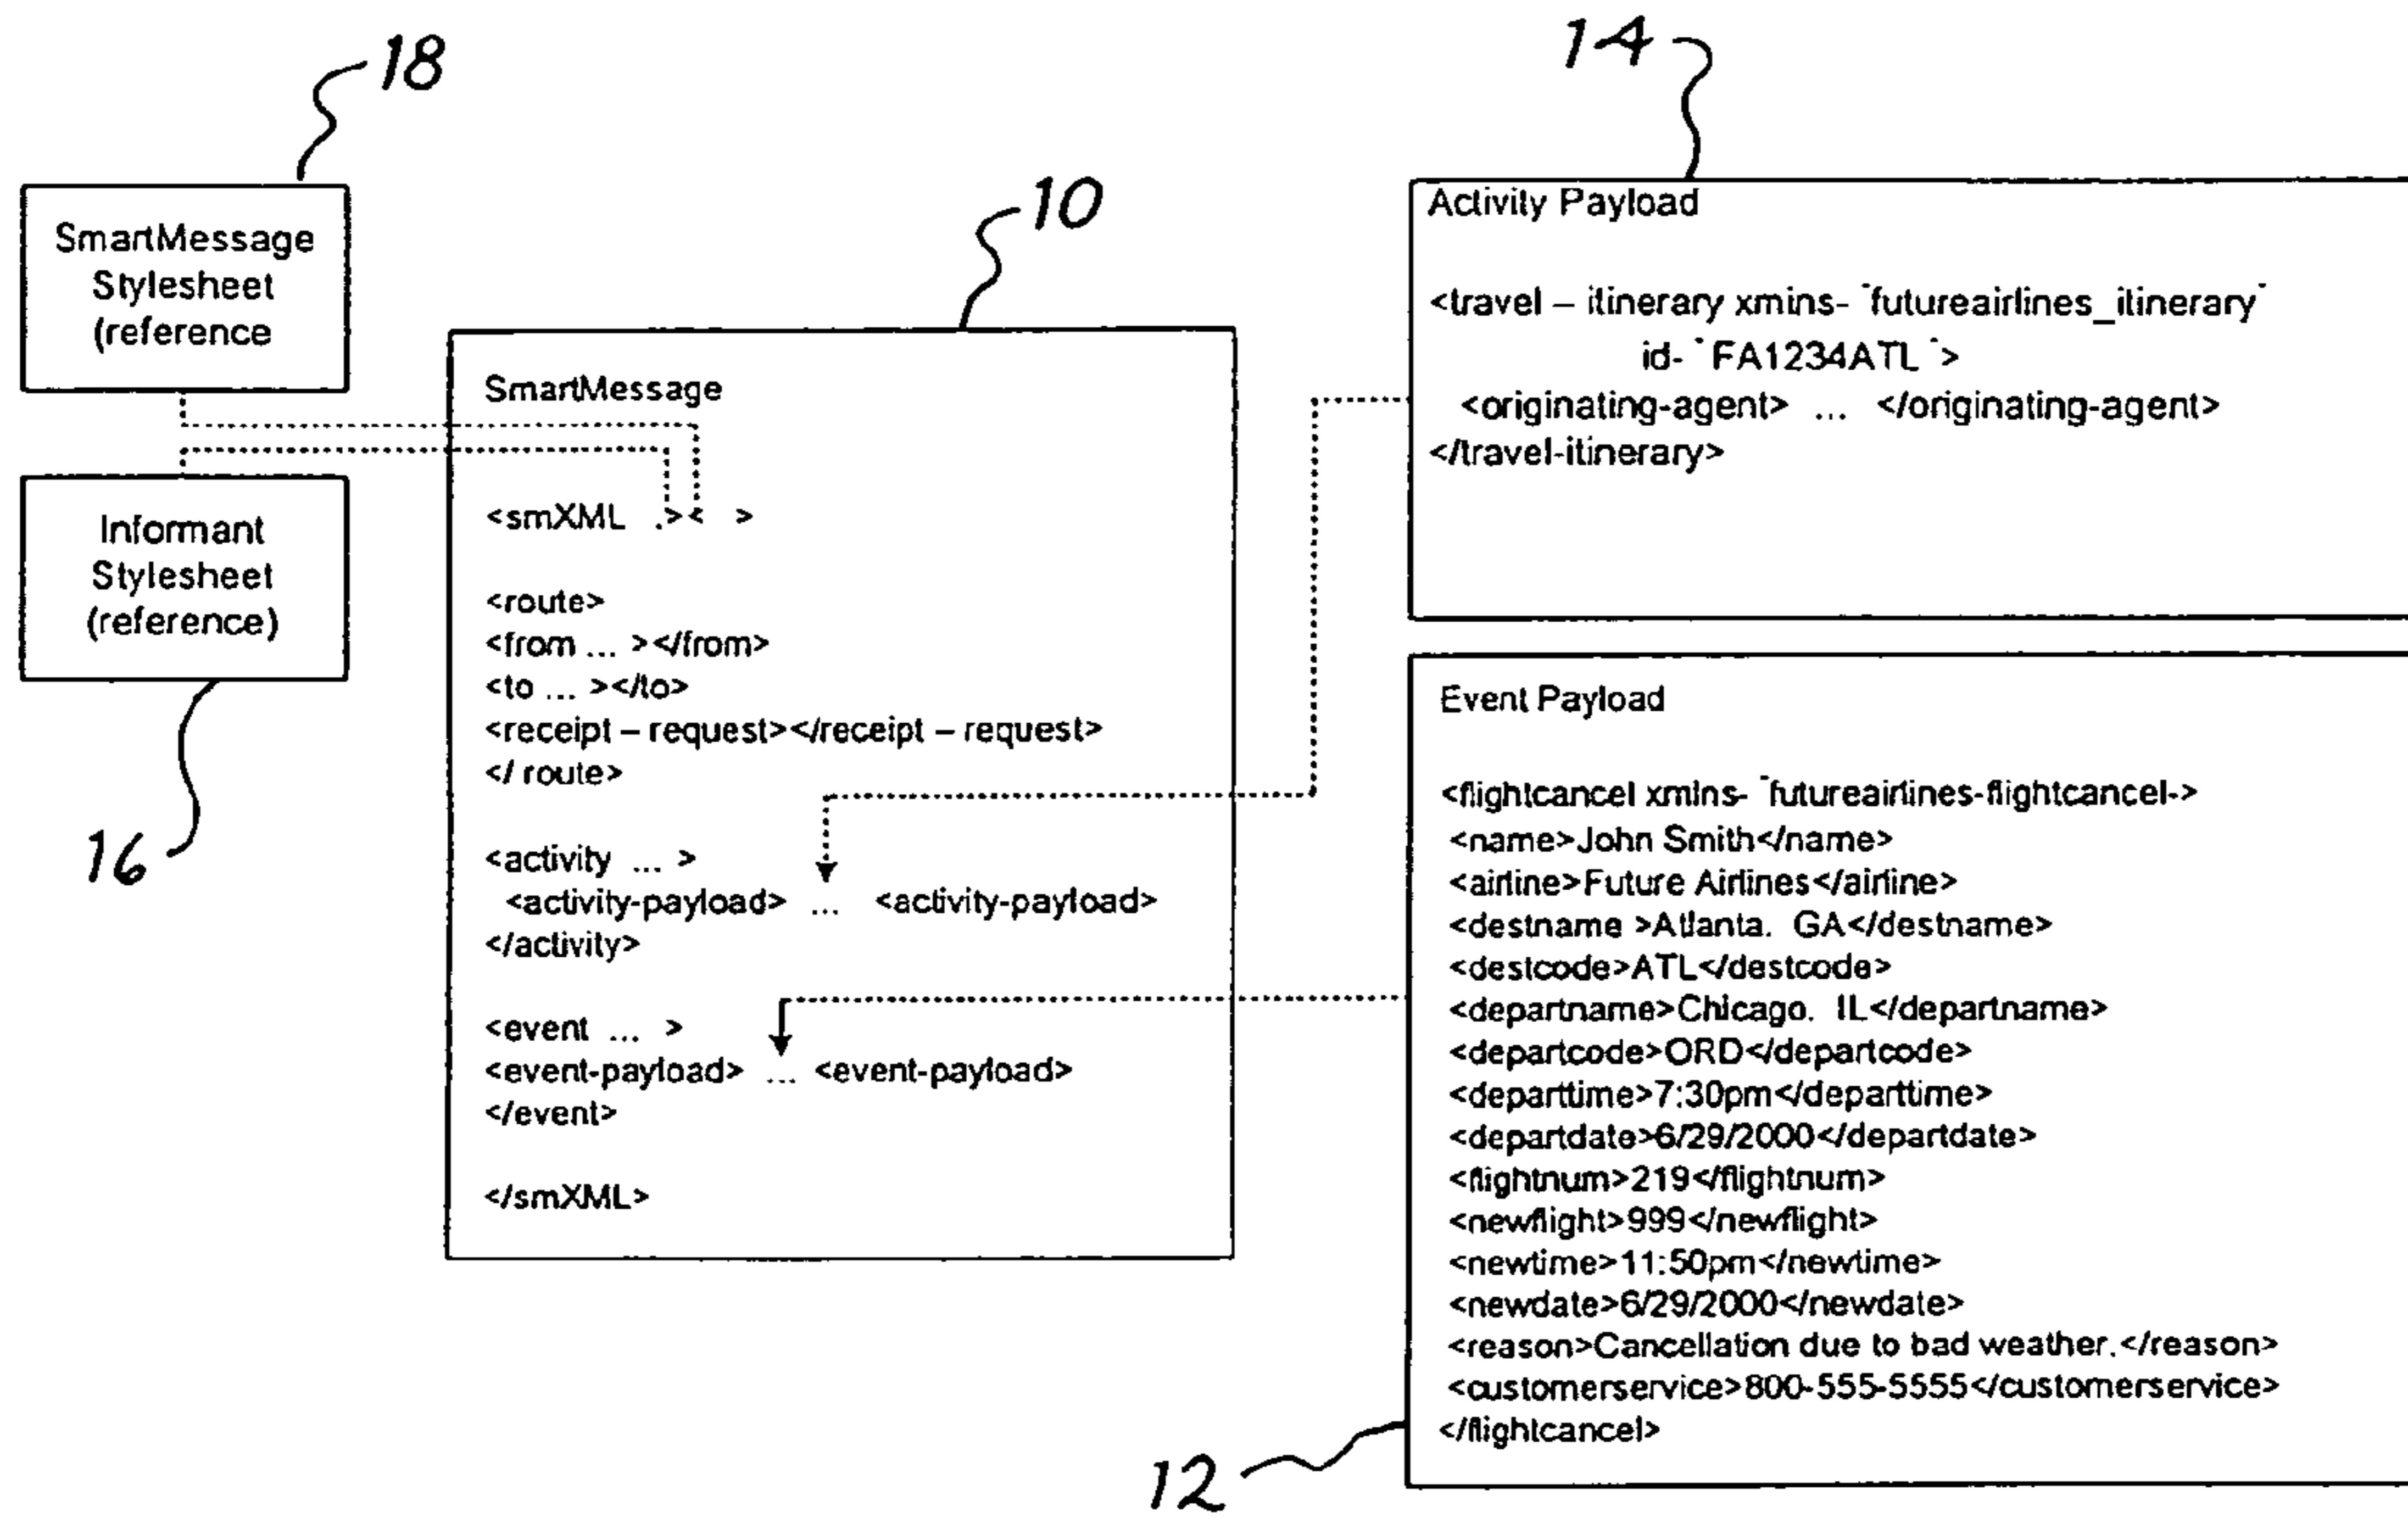 18
SmartMessage
Stylesheet
(reference
Informant
Stylesheet
(reference)
16
10
SmartMessage
<smXML .>< >
<route>
<from ... ></from>
<to ... ></to>
<receipt – request></receipt – request>
</ route>
<activity ... >
<activity-payload> ... <activity-payload>
</activity>
<event ... >
<event-payload> ... <event-payload>
</event>
</smXML>
14
Activity Payload
<travel – itinerary xmins- ˉfutureairlines_itineraryˉ
id- ˉFA1234ATL ˉ>
<originating-agent> ... </originating-agent>
</travel-itinerary>
Event Payload
<flightcancel xmlns- ˉfutureairlines-flightcancel->
<name>John Smith</name>
<airline>Future Airlines</airline>
<destname >Atlanta. GA</destname>
<destcode>ATL</destcode>
<departname>Chicago. IL</departname>
<departcode>ORD</departcode>
<departtime>7:30pm</departtime>
<departdate>6/29/2000</departdate>
<flightnum>219</flightnum>
<newflight>999</newflight>
<newtime>11:50pm</newtime>
<newdate>6/29/2000</newdate>
<reason>Cancellation due to bad weather.</reason>
<customerservice>800-555-5555</customerservice>
</flightcancel>
12